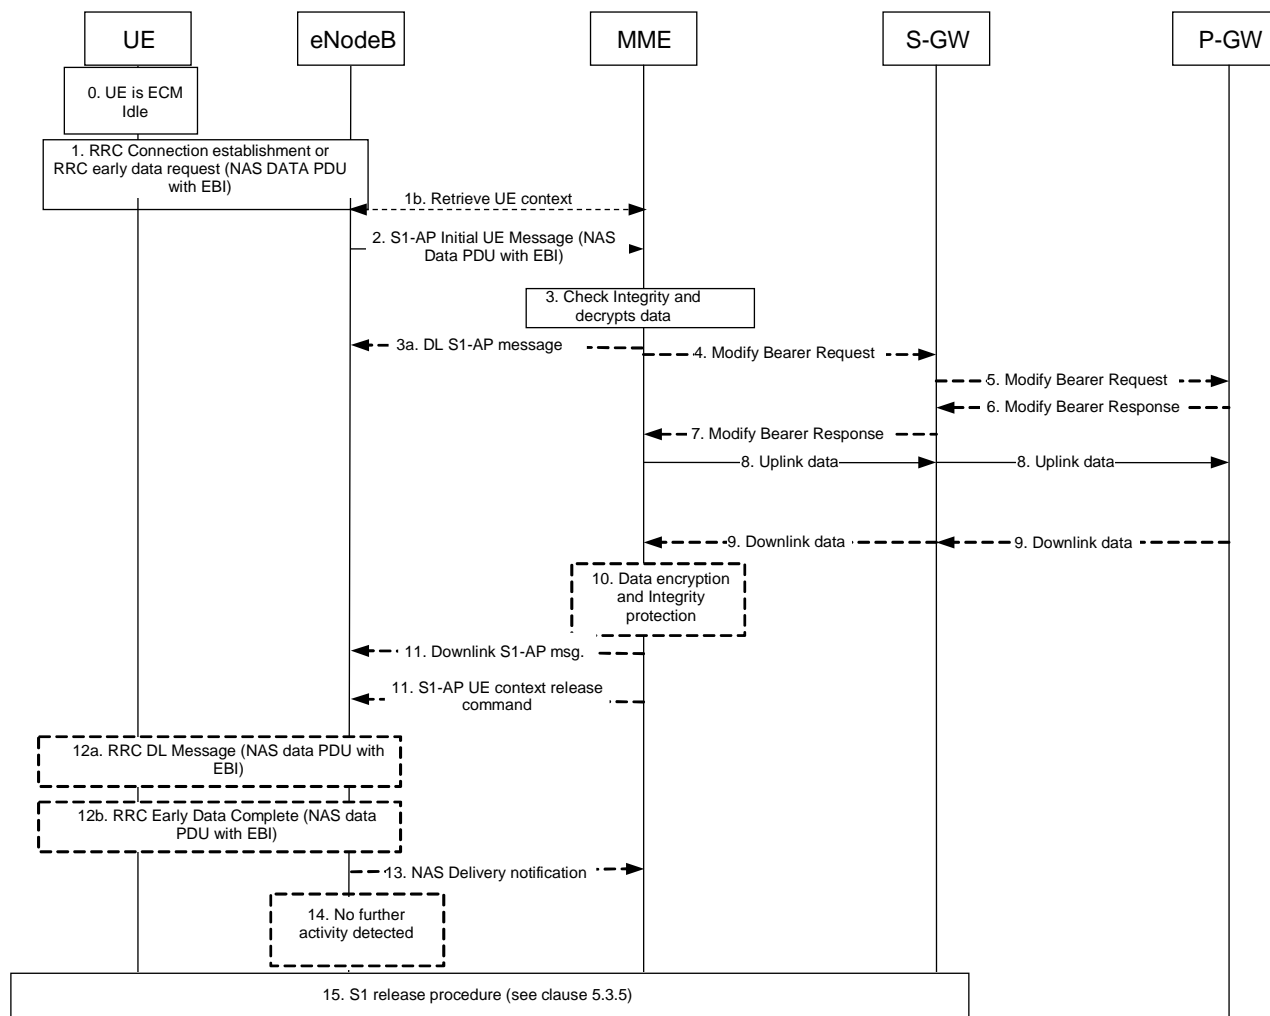 UE
eNodeB
MME
S-GW
P-GW
0. UE is ECM
Idle
1. RRC Connection establishment or
RRC early data request (NAS DATA PDU
with EBI)
1b. Retrieve UE context
2. S1-AP Initial UE Message (NAS
Data PDU with EBI)
3. Check Integrity and
decrypts data
3a. DL S1-AP message
4. Modify Bearer Request
5. Modify Bearer Request
6. Modify Bearer Response
7. Modify Bearer Response
8. Uplink data
8. Uplink data
9. Downlink data
9. Downlink data
10. Data encryption
and Integrity
protection
11. Downlink S1-AP msg.
11. S1-AP UE context release
command
12a. RRC DL Message (NAS data PDU with
EBI)
12b. RRC Early Data Complete (NAS data
PDU with EBI)
13. NAS Delivery notification
14. No further
activity detected
15. S1 release procedure (see clause 5.3.5)